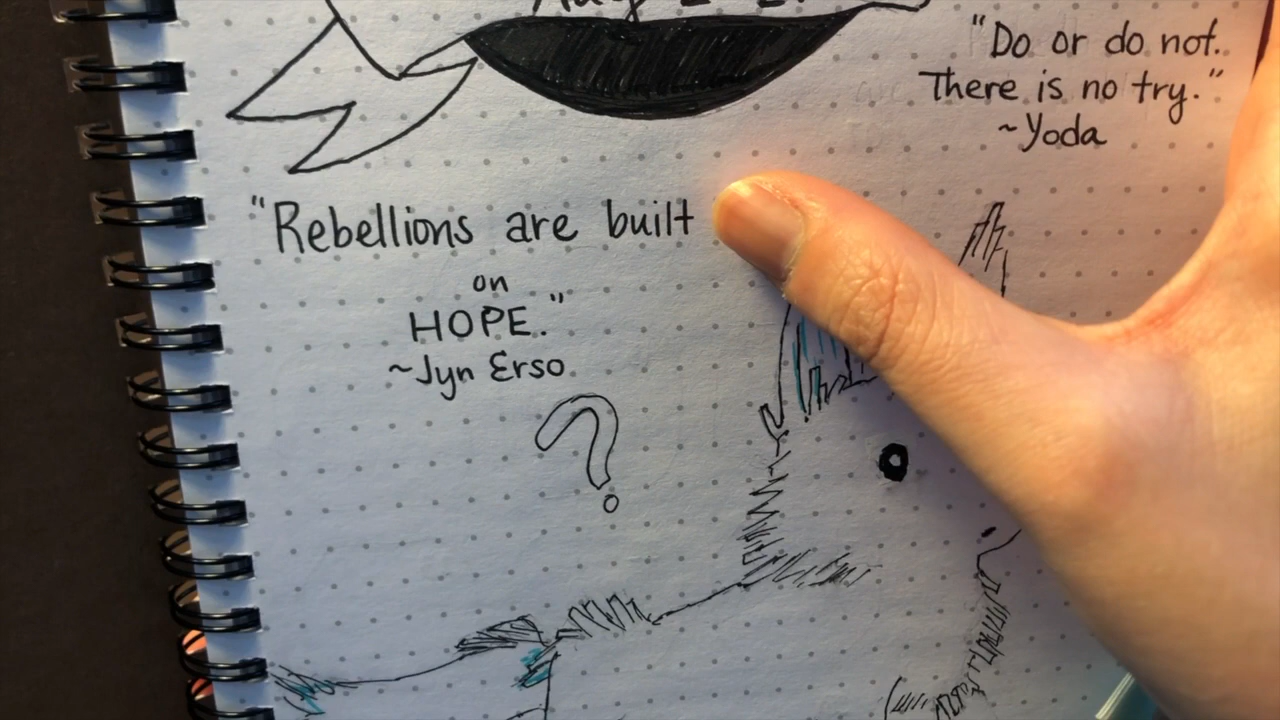 "Do or do not.
There is no try."
~Yoda
"Rebellions are built
on
HOPE."
~Jyn Erso
?